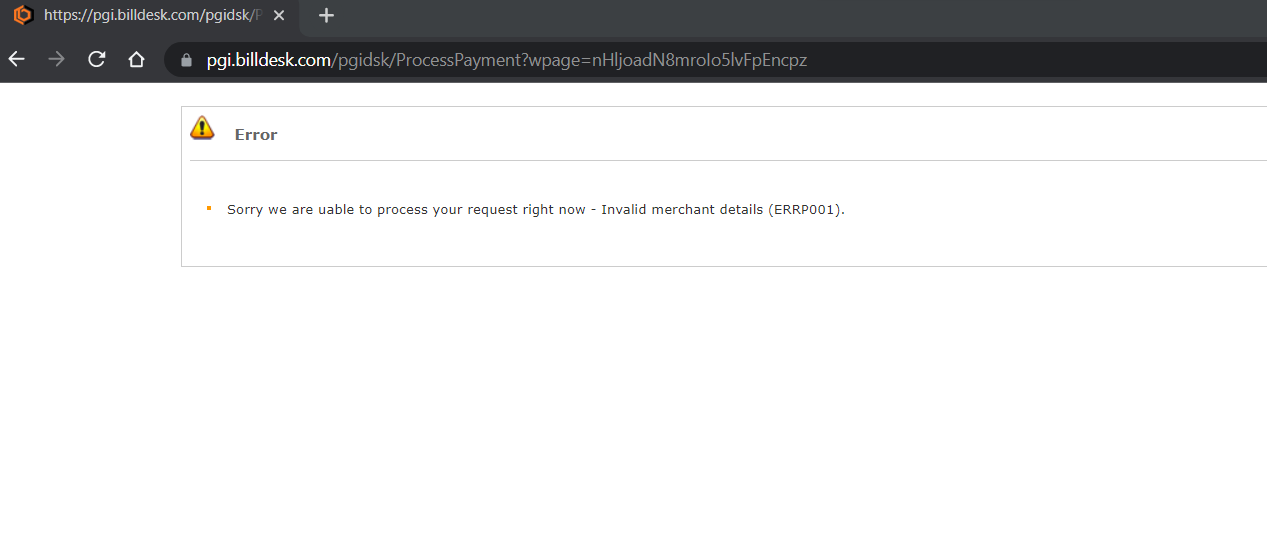 https://pgi.billdesk.com/pgidsk/P
pgi.billdesk.com/pgidsk/ProcessPayment?wpage=nHljoadN8mroIo5lvFpEncpz
Error
Sorry we are uable to process your request right now - Invalid merchant details (ERRP001).